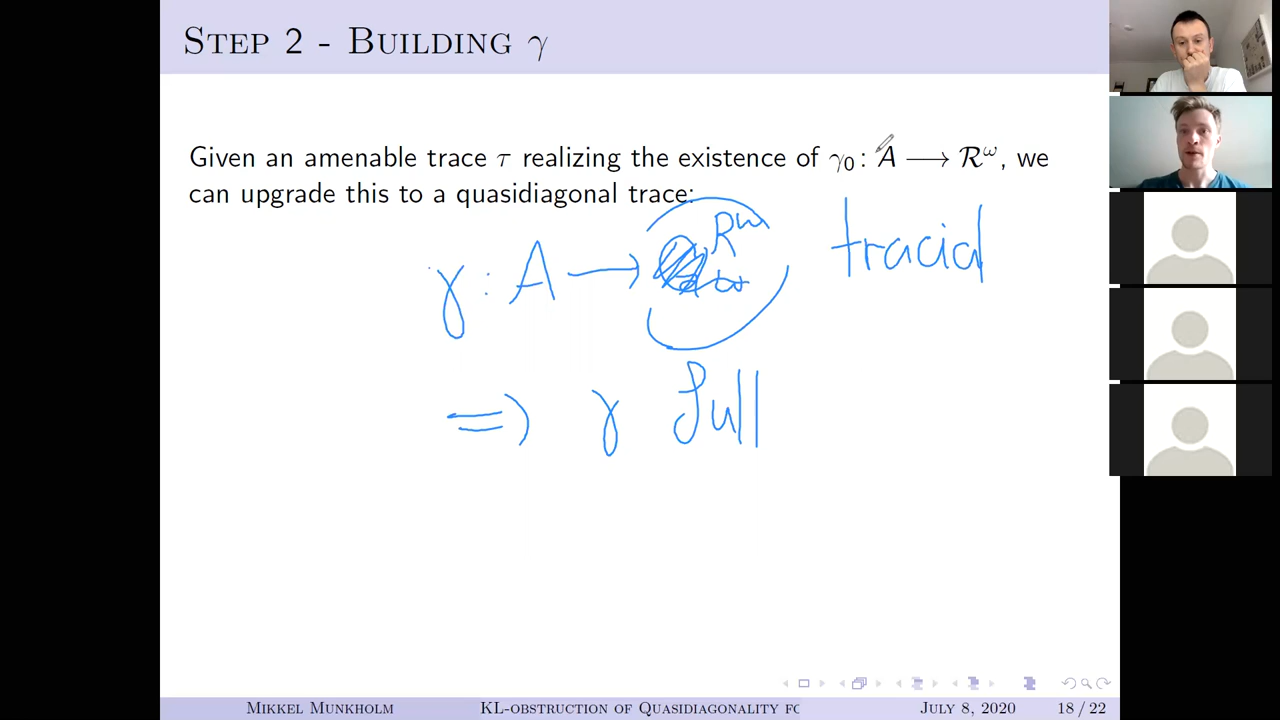 STEP 2 - BUILDING γ
Given an amenable trace τ realizing the existence of γ₀: A ⟶ ℛ^ω, we
can upgrade this to a quasidiagonal trace:
γ : A → R^ω tracial
⇒ γ full
MIKKEL MUNKHOLM KL-OBSTRUCTION OF QUASIDIAGONALITY FO JULY 8, 2020 18 / 22